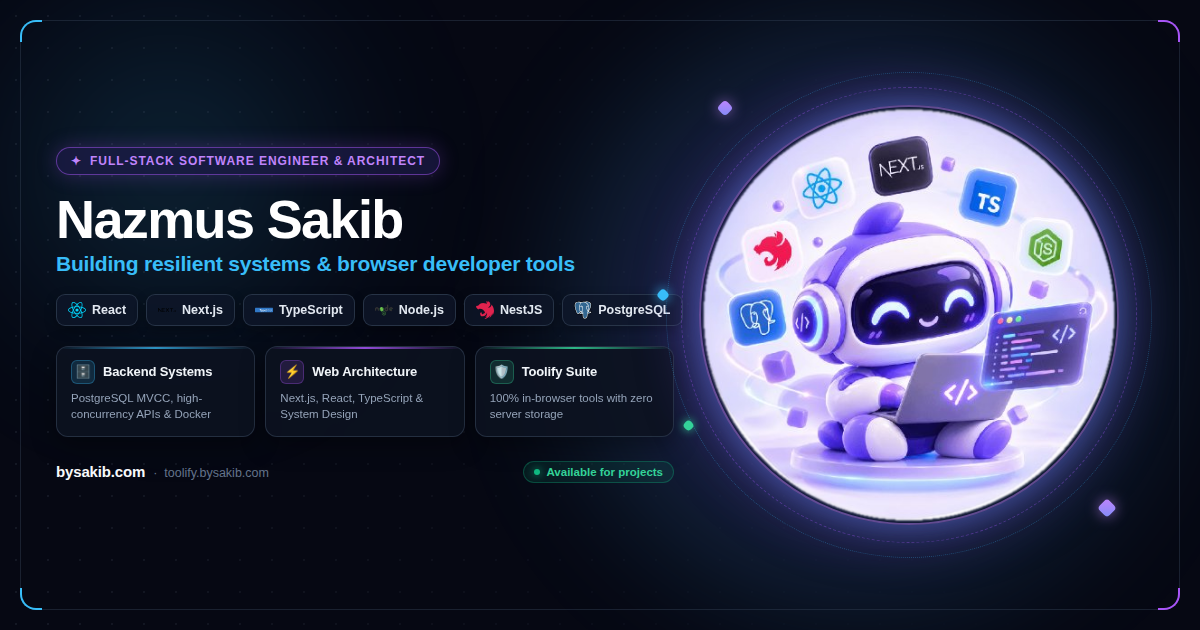 ✦ FULL-STACK SOFTWARE ENGINEER & ARCHITECT
Nazmus Sakib
Building resilient systems & browser developer tools
React
Next.js
TypeScript
Node.js
NestJS
PostgreSQL
Backend Systems
PostgreSQL MVCC, high-
concurrency APIs & Docker
Web Architecture
Next.js, React, TypeScript &
System Design
Toolify Suite
100% in-browser tools with zero
server storage
bysakib.com · toolify.bysakib.com
Available for projects
NEXT.JS
TS
JS
</>
</>
</>